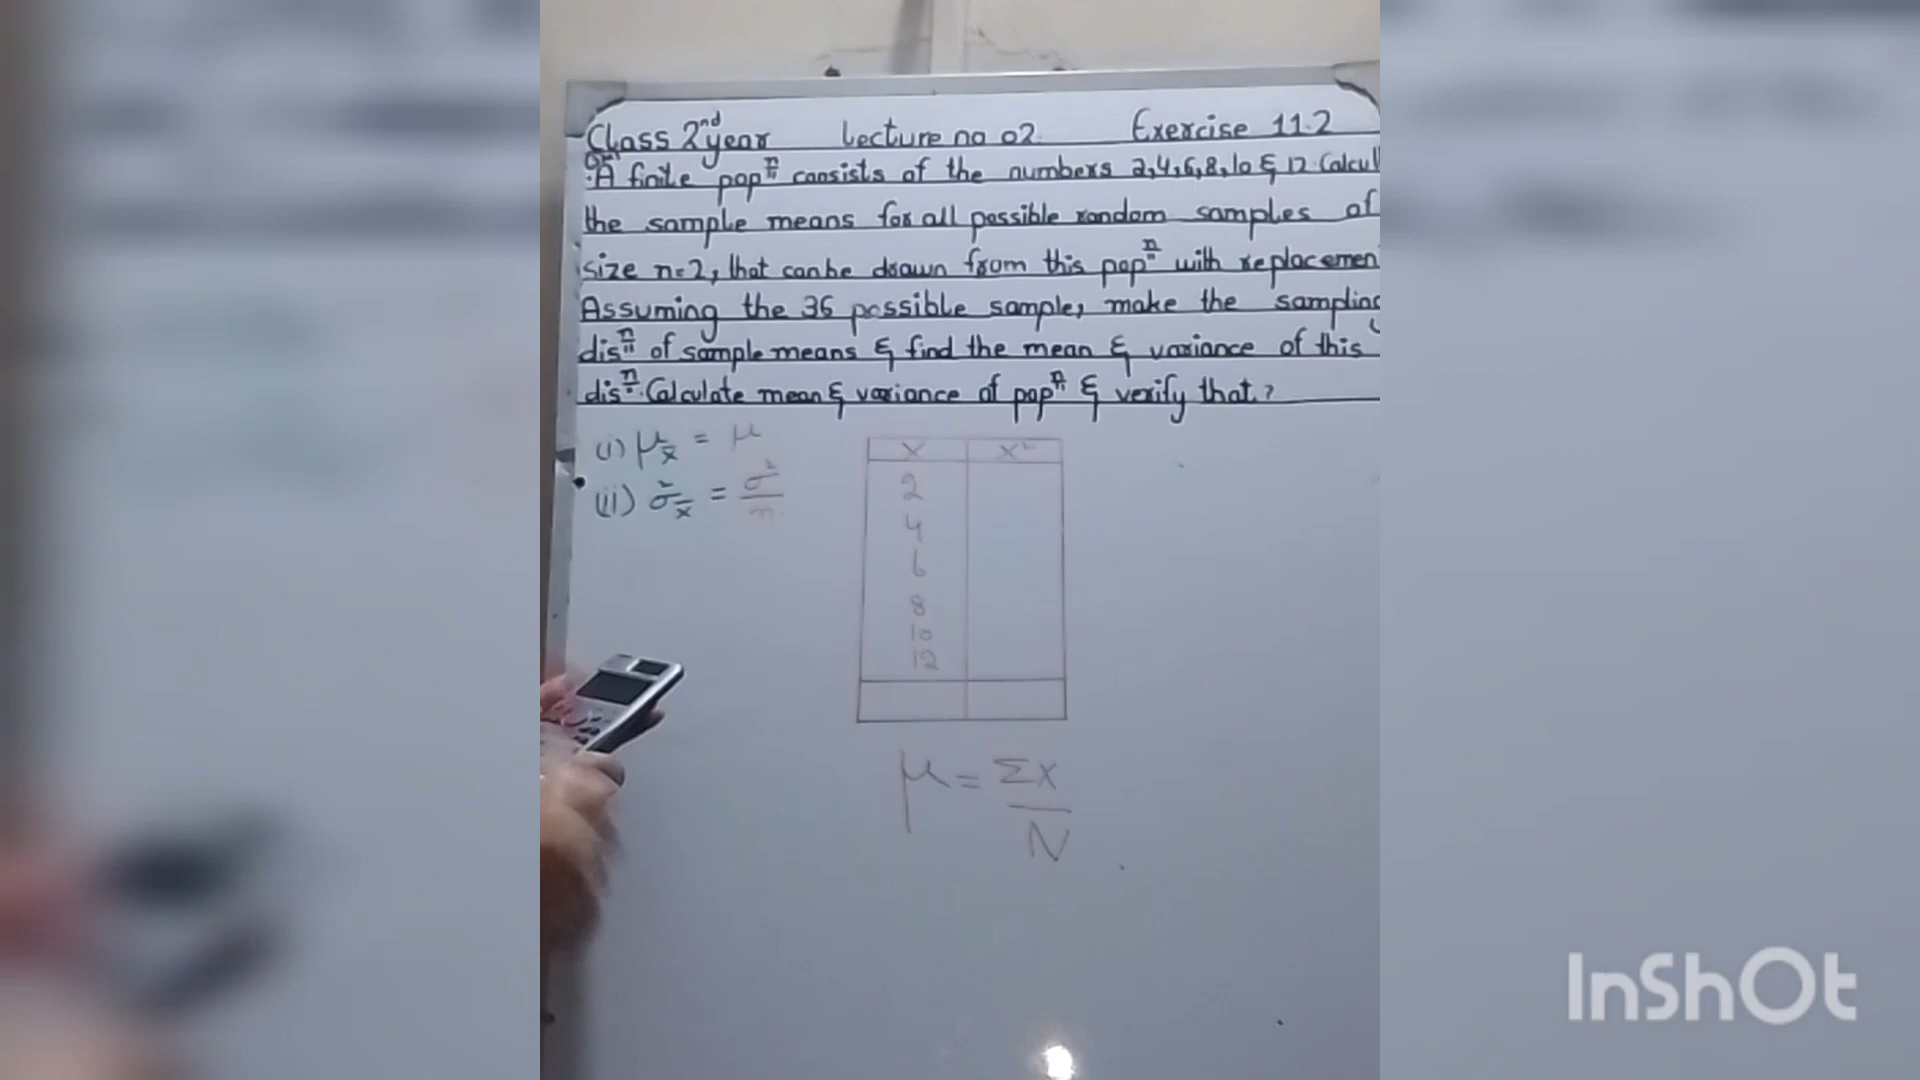 Class 2nd year Lecture no 02. Exercise 11.2
A finite popⁿ consists of the numbers 2,4,6,8,10 & 12. Calcul
the sample means for all possible random samples of
size n=2, that can be drawn from this popⁿ with replacemen
Assuming the 36 possible sample, make the sampling
disⁿ of sample means & find the mean & variance of this
disⁿ. Calculate mean & variance of popⁿ & verify that?
(i) μx̄ = μ
(ii) σ²x̄ = σ²/n
X X²
2
4
6
8
10
12
μ = ΣX/N
InShOt